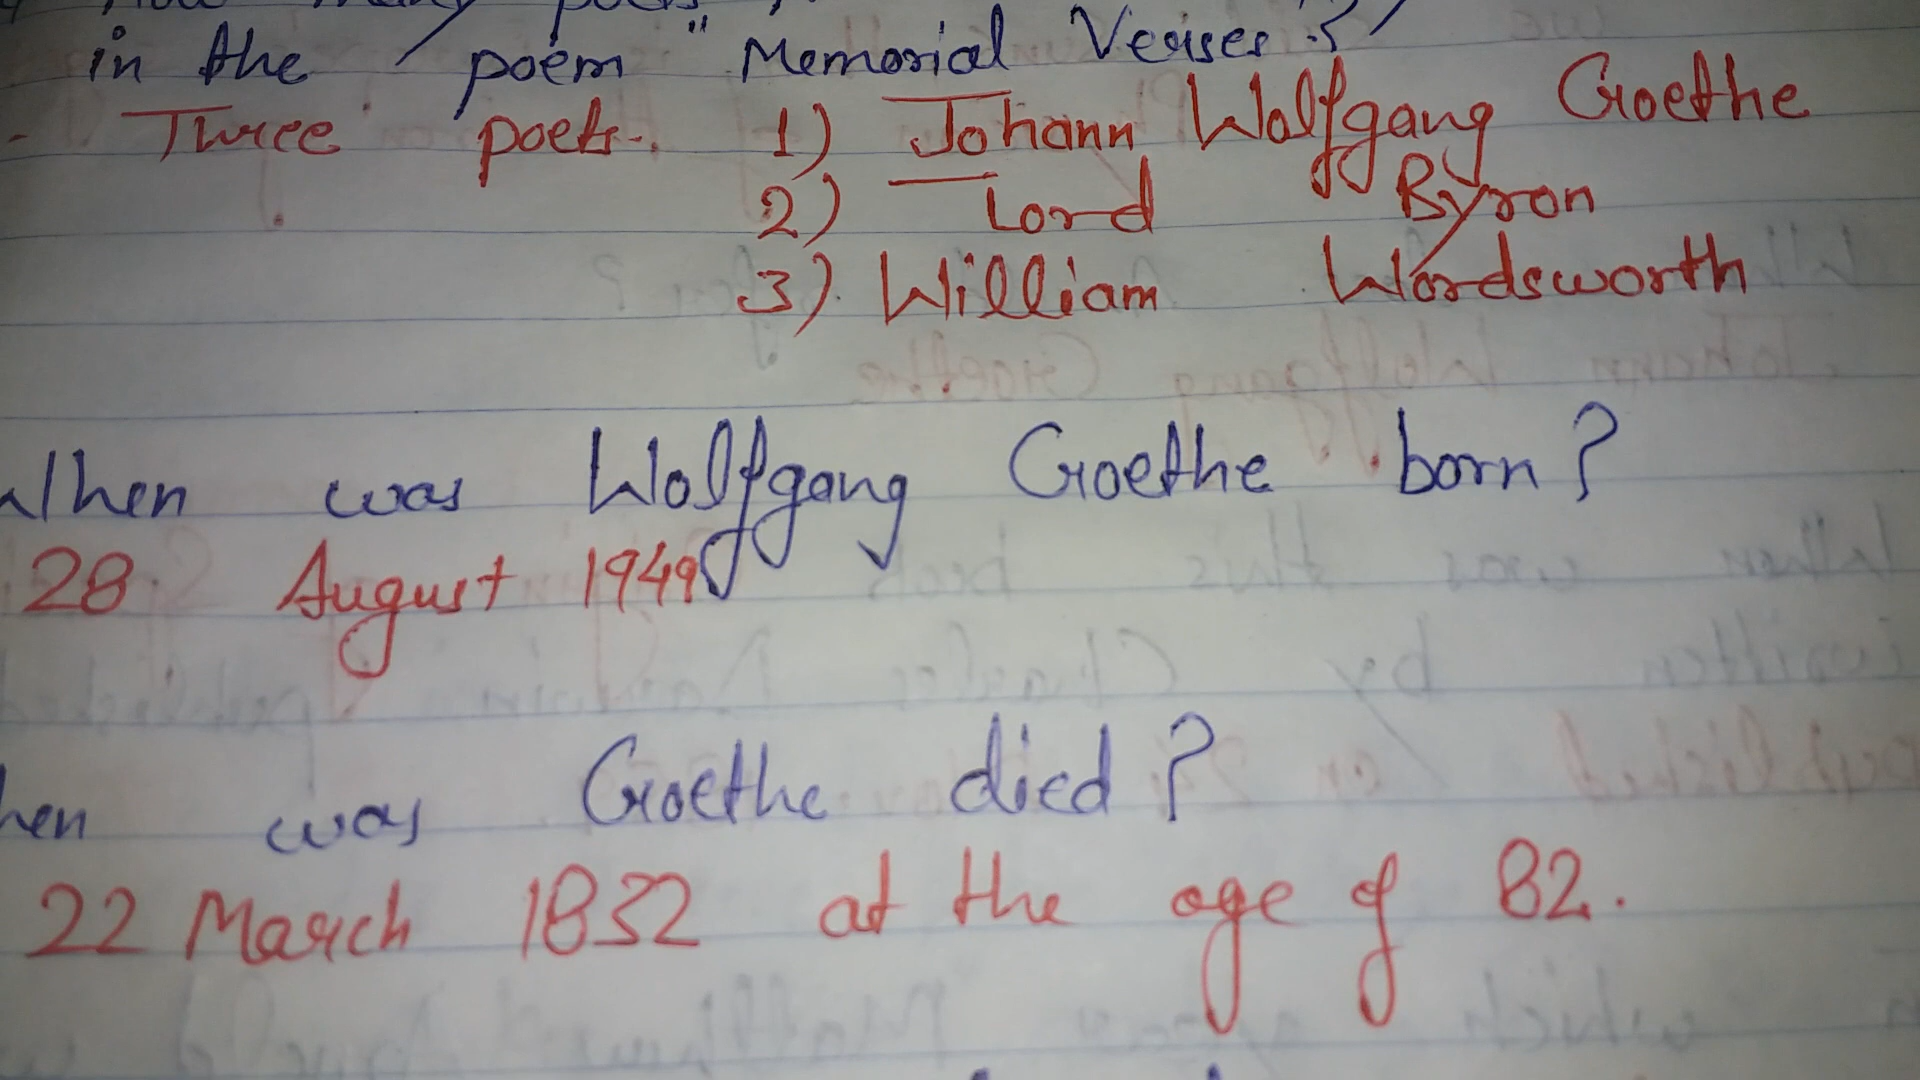 in the poem "Memorial Verses"?
- Three poets. 1) Johann Wolfgang Goethe
2) Lord Byron
3) William Wordsworth
When was Wolfgang Goethe born?
28 August 1949
hen was Goethe died?
22 March 1832 at the age of 82.